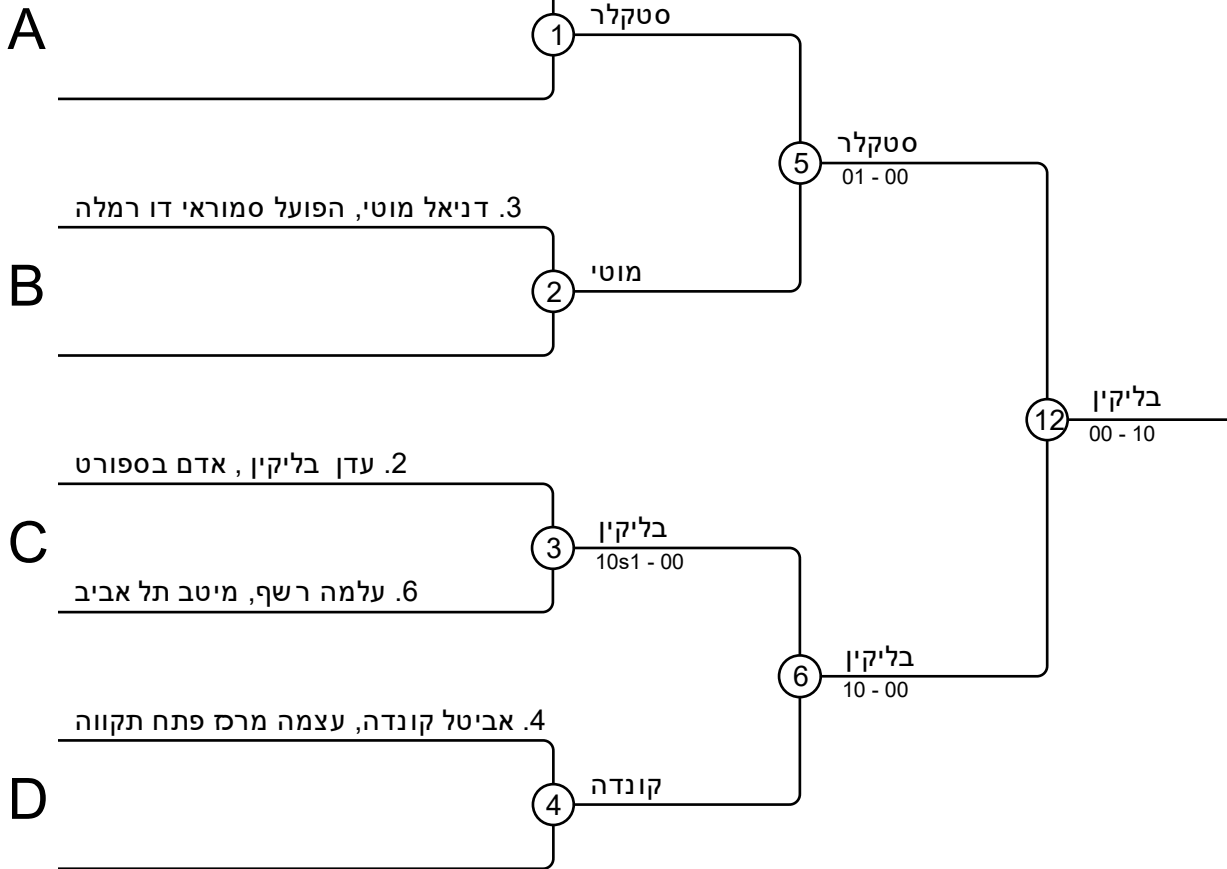 A
1
סטקלר
5
סטקלר
01 - 00
3. דניאל מוטי, הפועל סמוראי דו רמלה
B
2
מוטי
12
בליקין
00 - 10
2. עדן בליקין , אדם בספורט
C
3
בליקין
10s1 - 00
6. עלמה רשף, מיטב תל אביב
6
בליקין
10 - 00
4. אביטל קונדה, עצמה מרכז פתח תקווה
D
4
קונדה